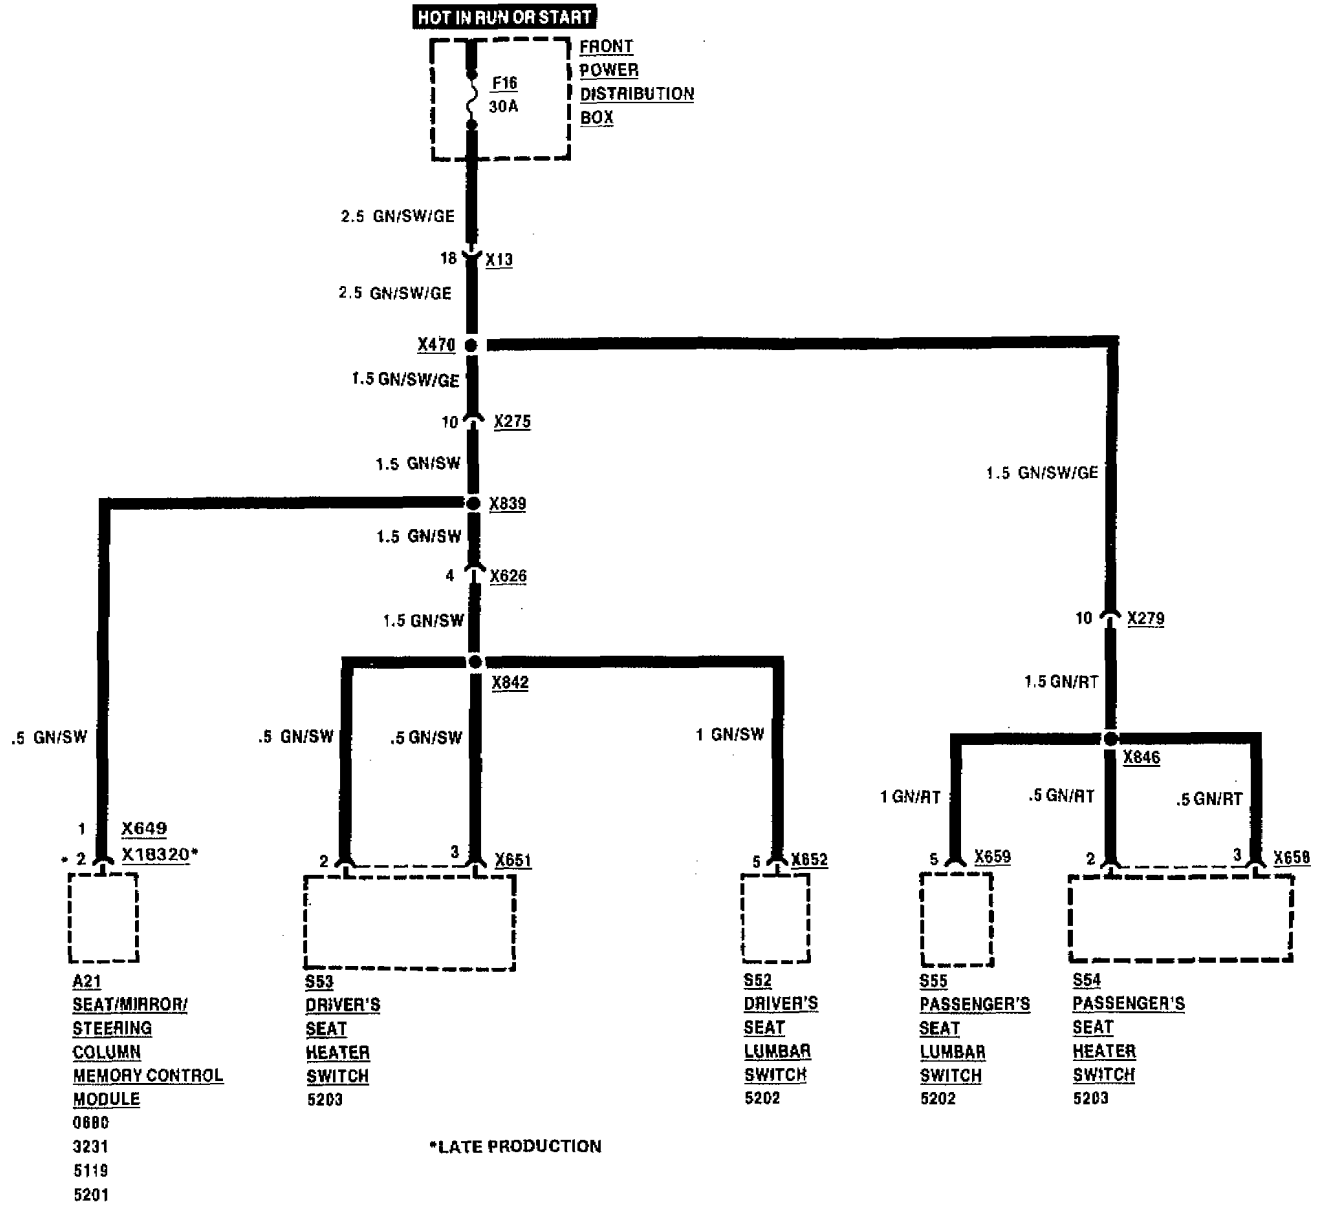 HOT IN RUN OR START
FRONT
POWER
DISTRIBUTION
BOX
F16
30A
2.5 GN/SW/GE
18 X13
2.5 GN/SW/GE
X470
1.5 GN/SW/GE
10 X275
1.5 GN/SW
1.5 GN/SW/GE
X839
1.5 GN/SW
4 X626
10 X279
1.5 GN/SW
X842
1.5 GN/RT
.5 GN/SW
.5 GN/SW
.5 GN/SW
1 GN/SW
X846
1 GN/RT
.5 GN/RT
.5 GN/RT
1 X649
* 2 X18320*
2
3 X651
5 X652
5 X659
2
3 X658
A21
SEAT/MIRROR/
STEERING
COLUMN
MEMORY CONTROL
MODULE
0680
3231
5119
5201
S53
DRIVER'S
SEAT
HEATER
SWITCH
5203
S52
DRIVER'S
SEAT
LUMBAR
SWITCH
5202
S55
PASSENGER'S
SEAT
LUMBAR
SWITCH
5202
S54
PASSENGER'S
SEAT
HEATER
SWITCH
5203
*LATE PRODUCTION